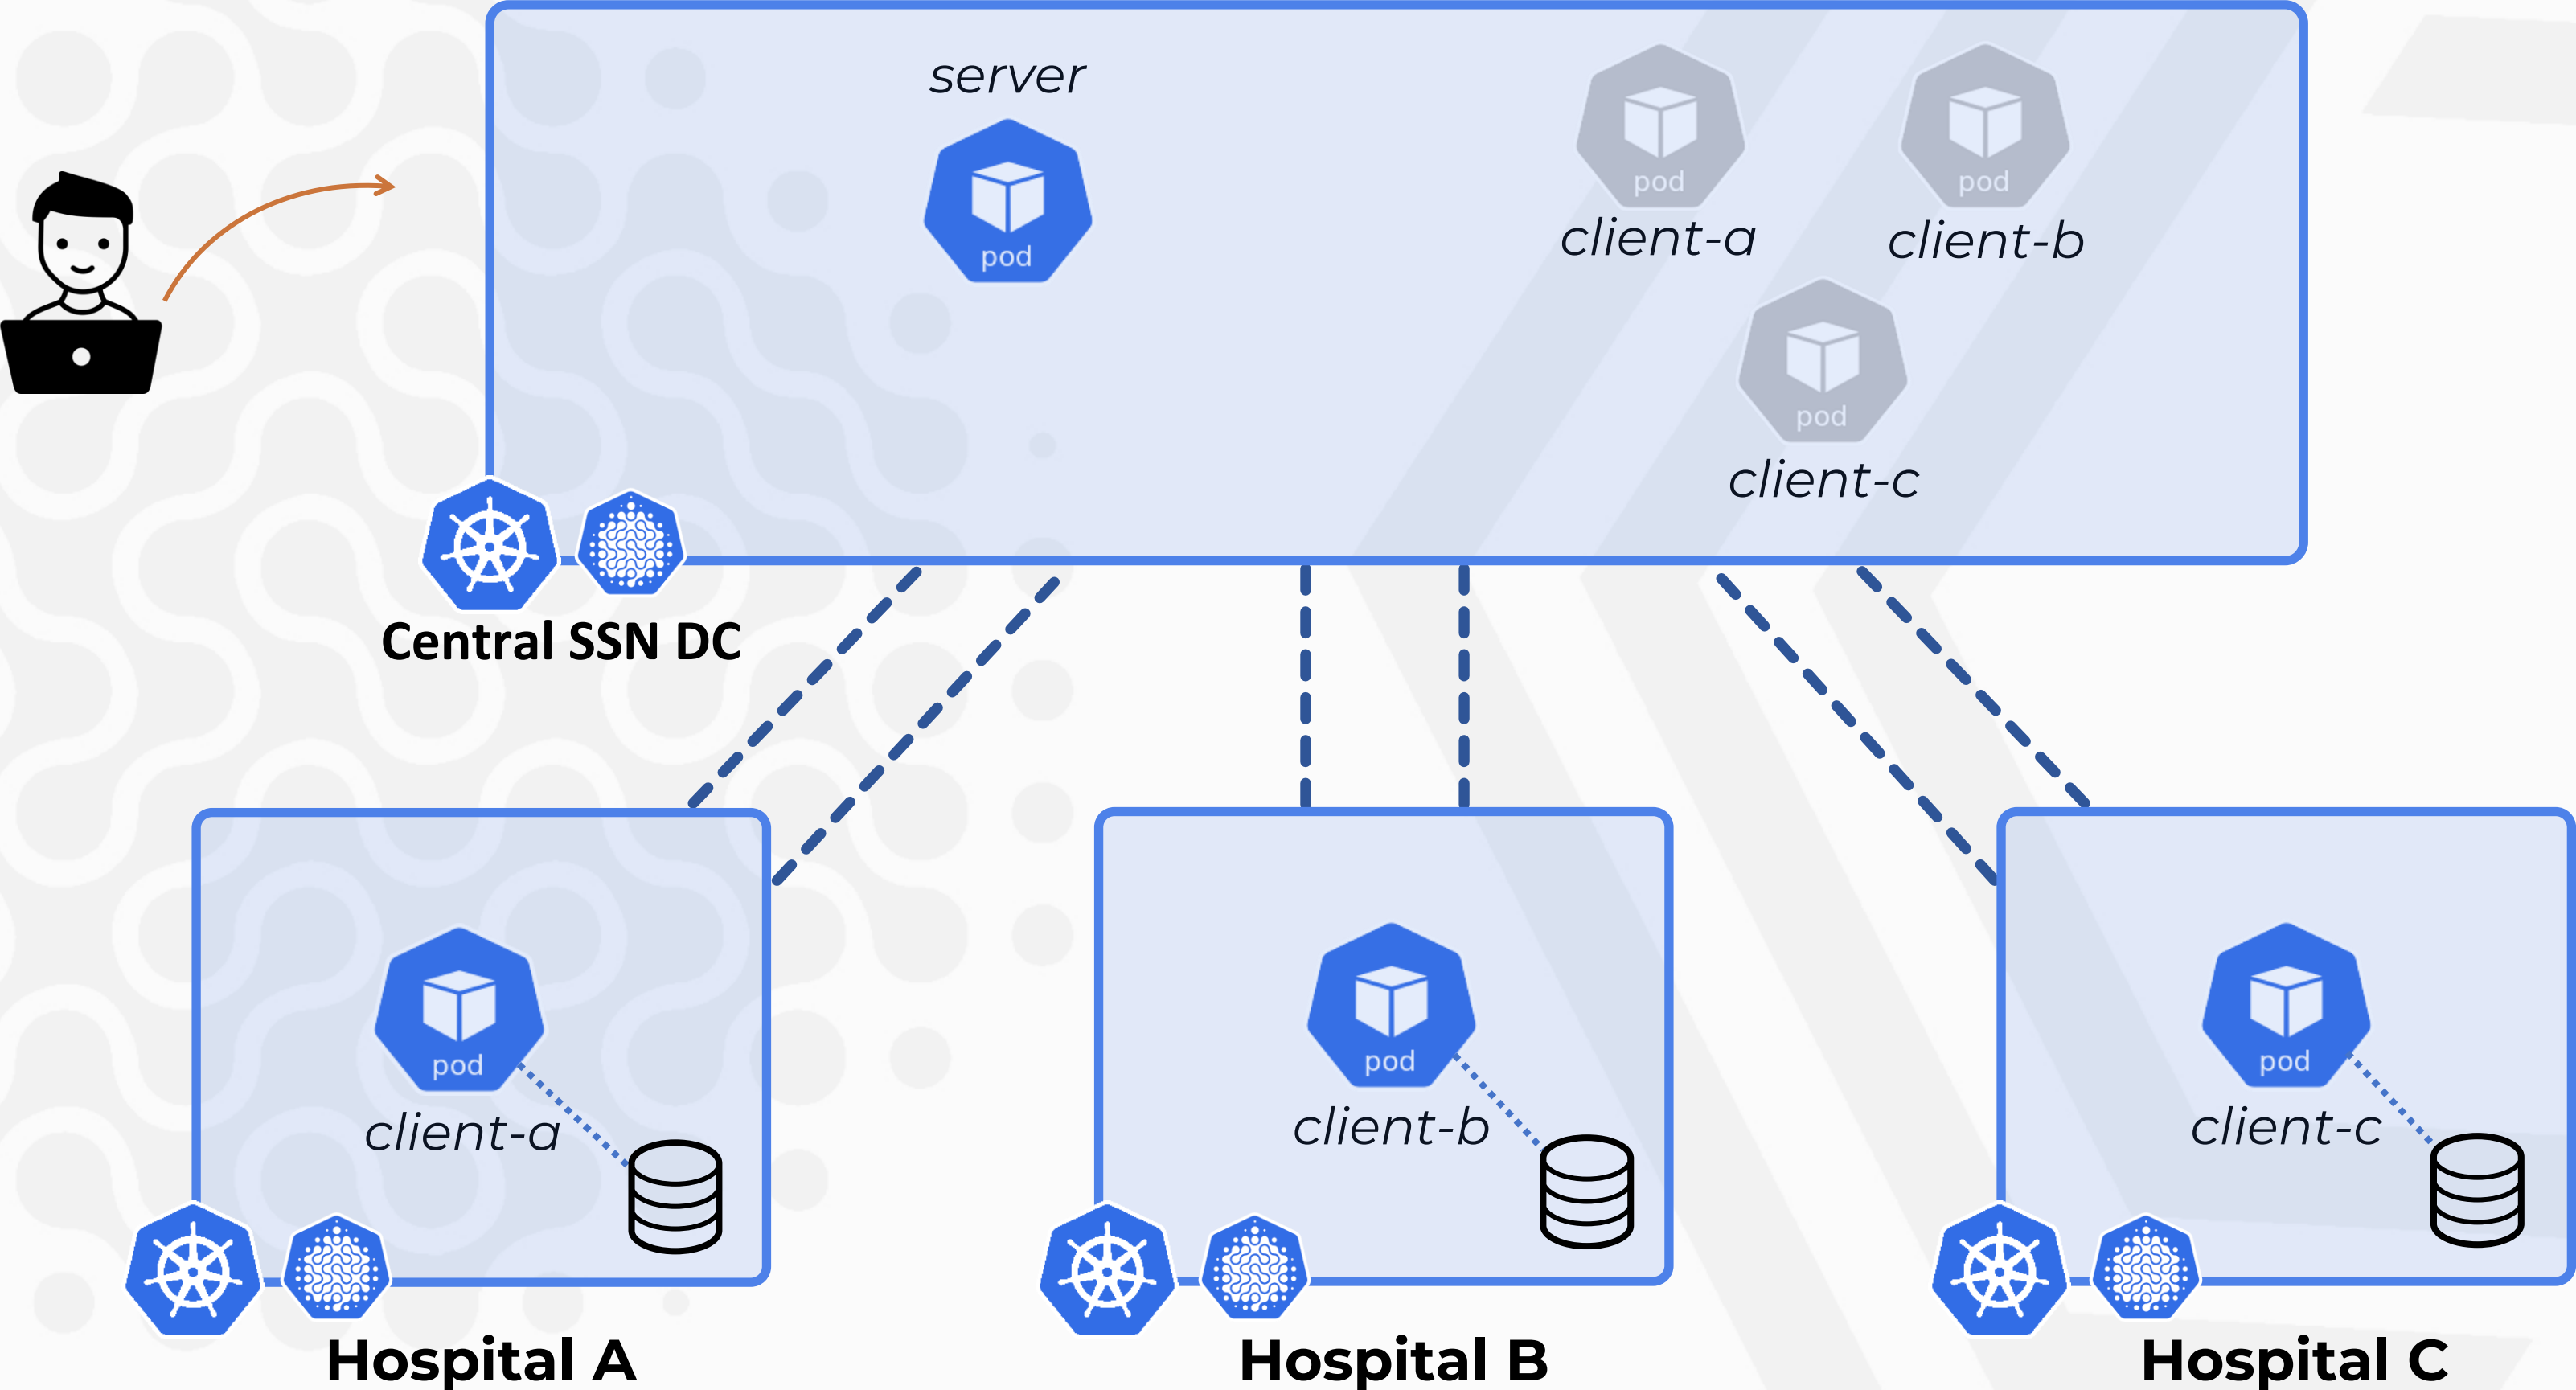 server
pod
pod
pod
client-a
client-b
pod
client-c
Central SSN DC
pod
client-a
pod
client-b
pod
client-c
Hospital A
Hospital B
Hospital C